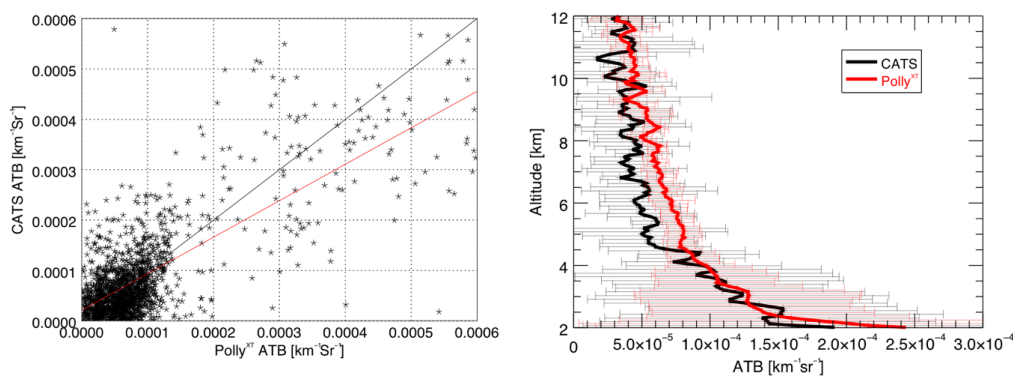 0.0006
0.0005
0.0004
0.0003
0.0002
0.0001
0.0000
CATS ATB [km⁻¹Sr⁻¹]
0.0000 0.0001 0.0002 0.0003 0.0004 0.0005 0.0006
Polly^XT ATB [km⁻¹Sr⁻¹]
12
10
8
6
4
2
Altitude [km]
CATS
Polly^XT
0 5.0×10⁻⁵ 1.0×10⁻⁴ 1.5×10⁻⁴ 2.0×10⁻⁴ 2.5×10⁻⁴ 3.0×10⁻⁴
ATB [km⁻¹sr⁻¹]